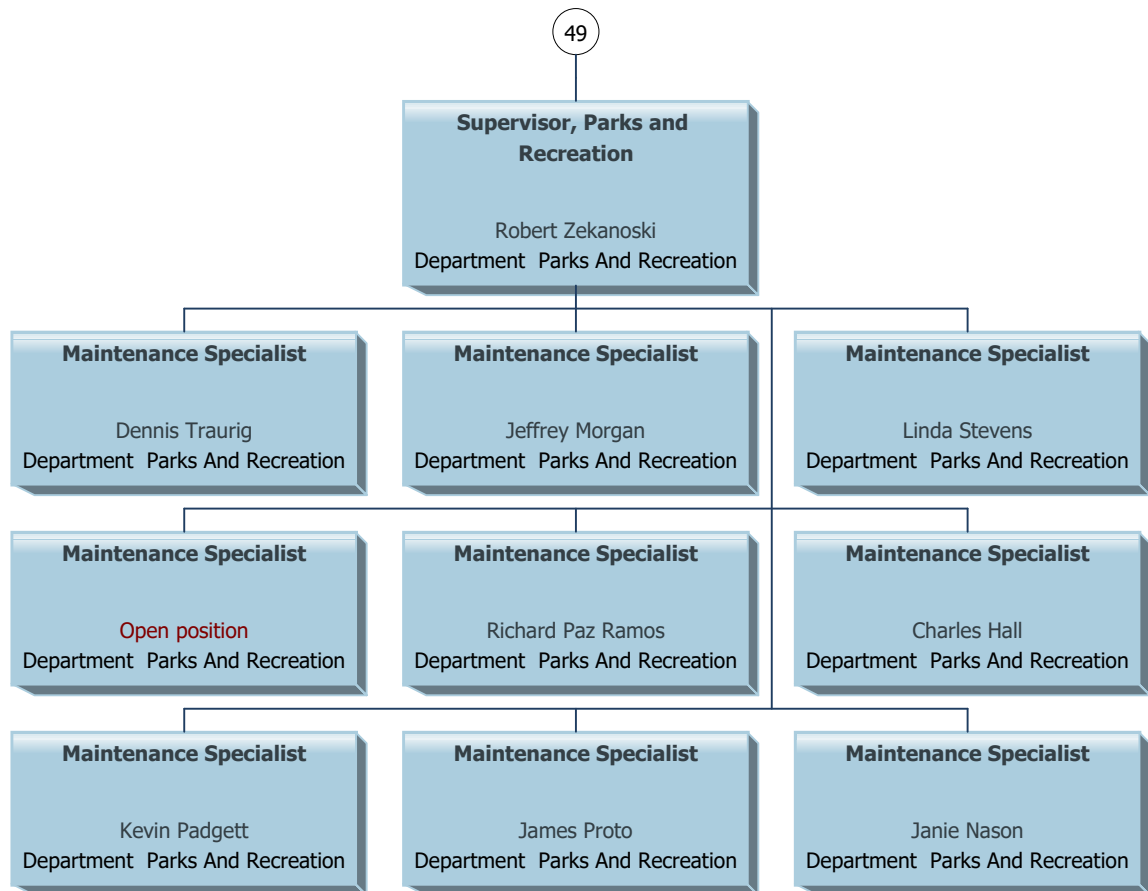 49
Supervisor, Parks and
Recreation
Robert Zekanoski
Department  Parks And Recreation
Maintenance Specialist
Dennis Traurig
Department  Parks And Recreation
Maintenance Specialist
Jeffrey Morgan
Department  Parks And Recreation
Maintenance Specialist
Linda Stevens
Department  Parks And Recreation
Maintenance Specialist
Open position
Department  Parks And Recreation
Maintenance Specialist
Richard Paz Ramos
Department  Parks And Recreation
Maintenance Specialist
Charles Hall
Department  Parks And Recreation
Maintenance Specialist
Kevin Padgett
Department  Parks And Recreation
Maintenance Specialist
James Proto
Department  Parks And Recreation
Maintenance Specialist
Janie Nason
Department  Parks And Recreation